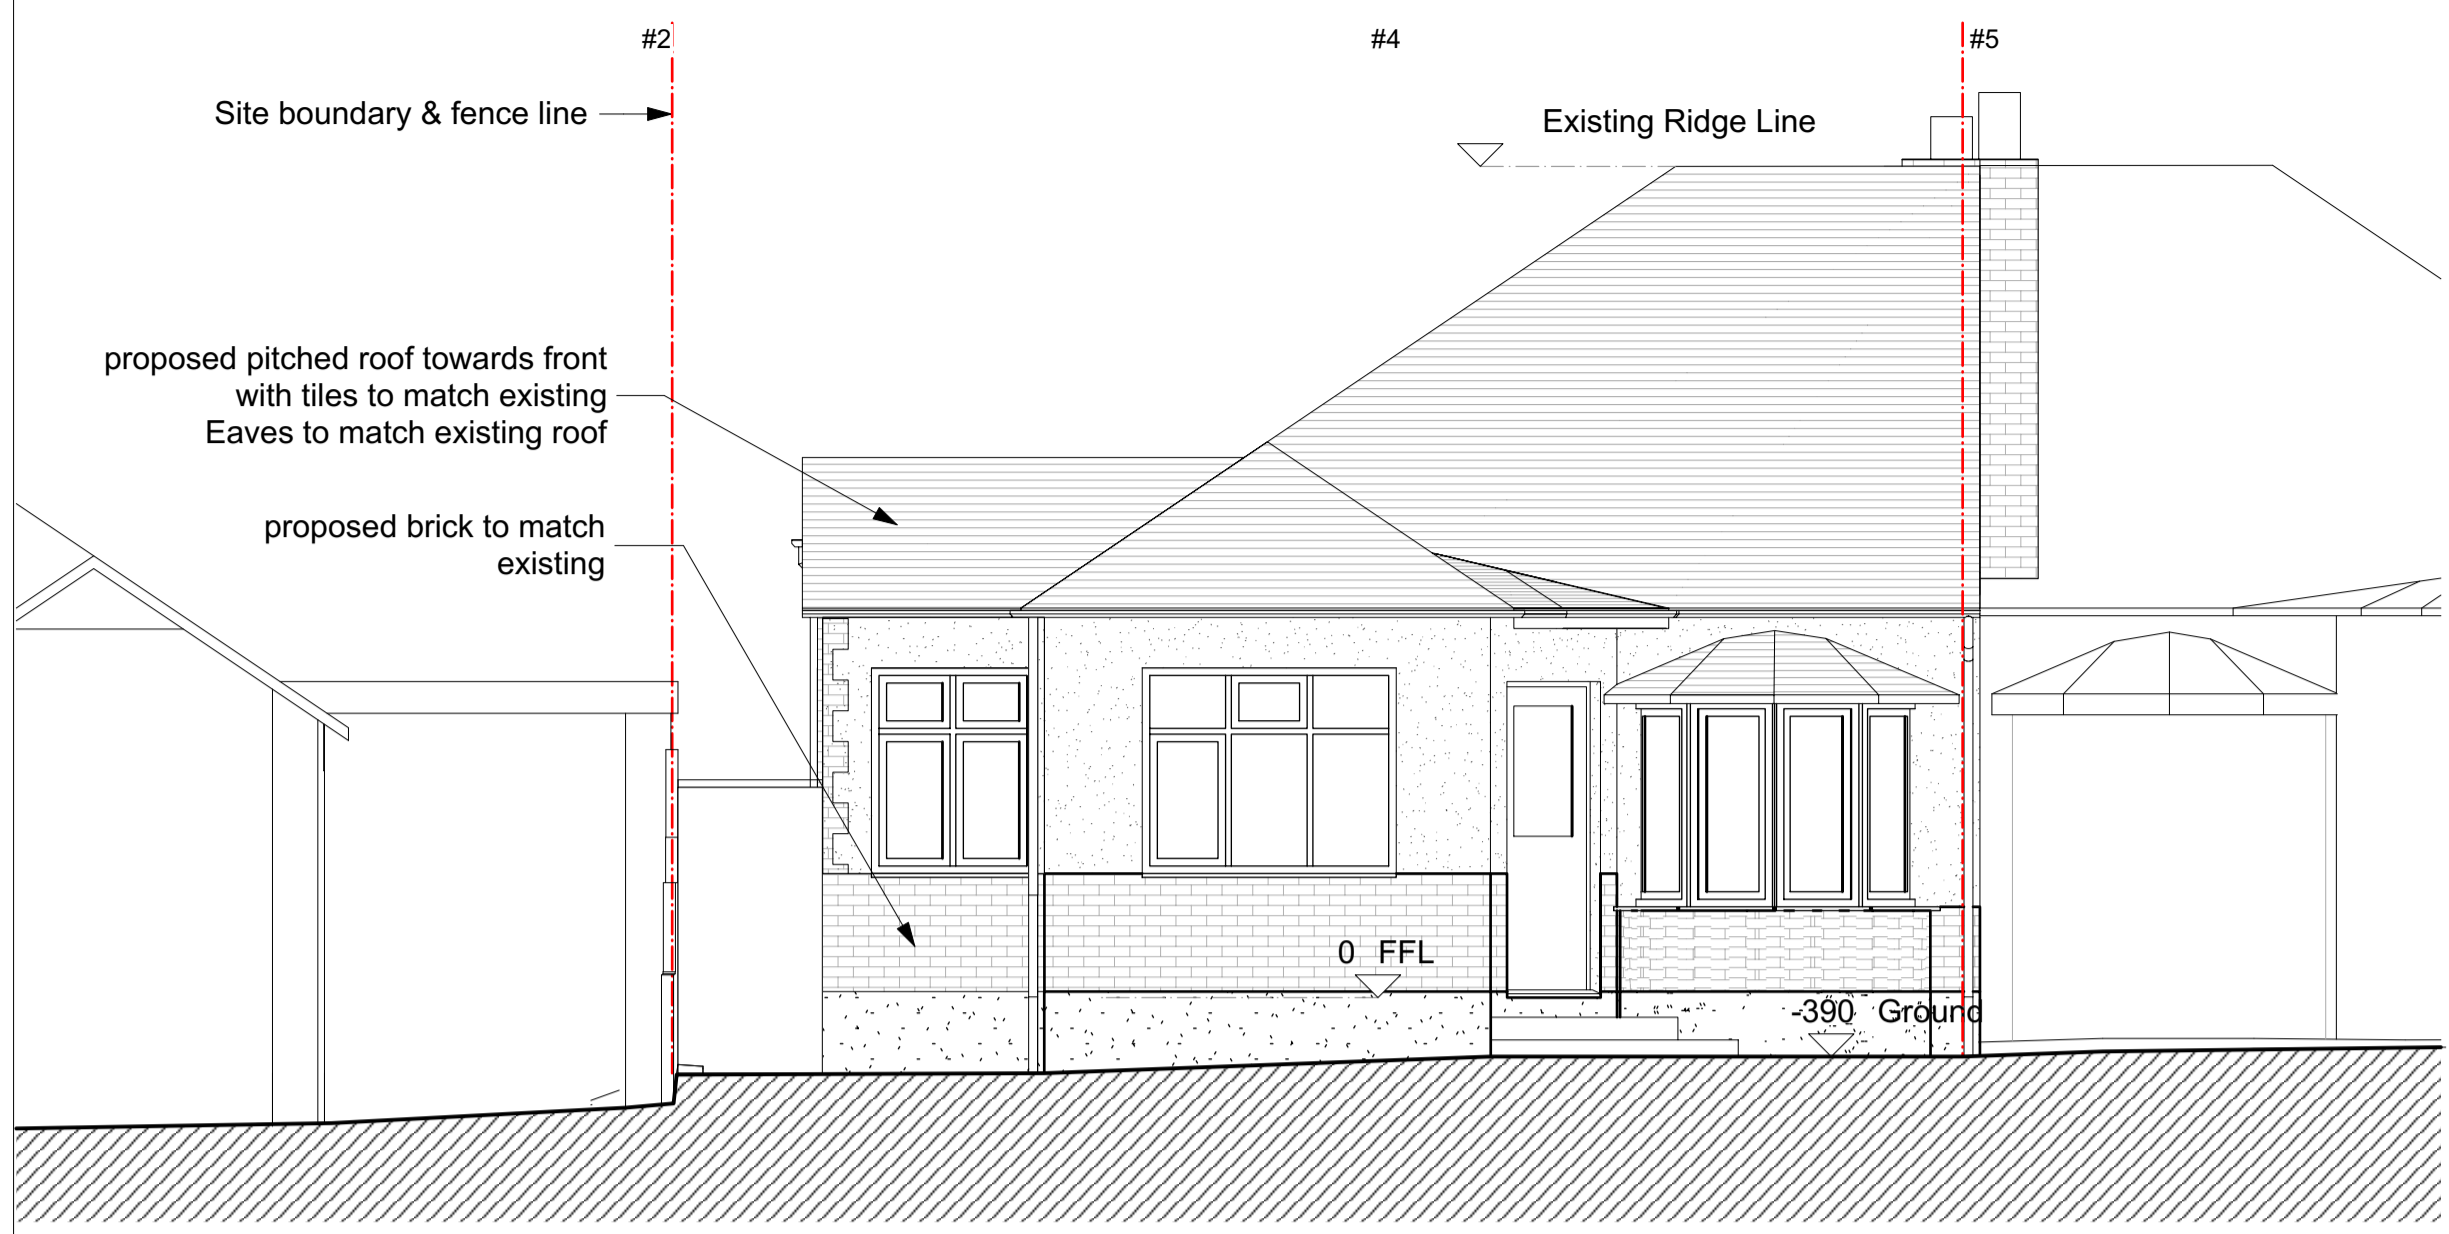 #2
#4
#5
Site boundary & fence line
Existing Ridge Line
proposed pitched roof towards front
with tiles to match existing
Eaves to match existing roof
proposed brick to match
existing
0 FFL
-390 Ground